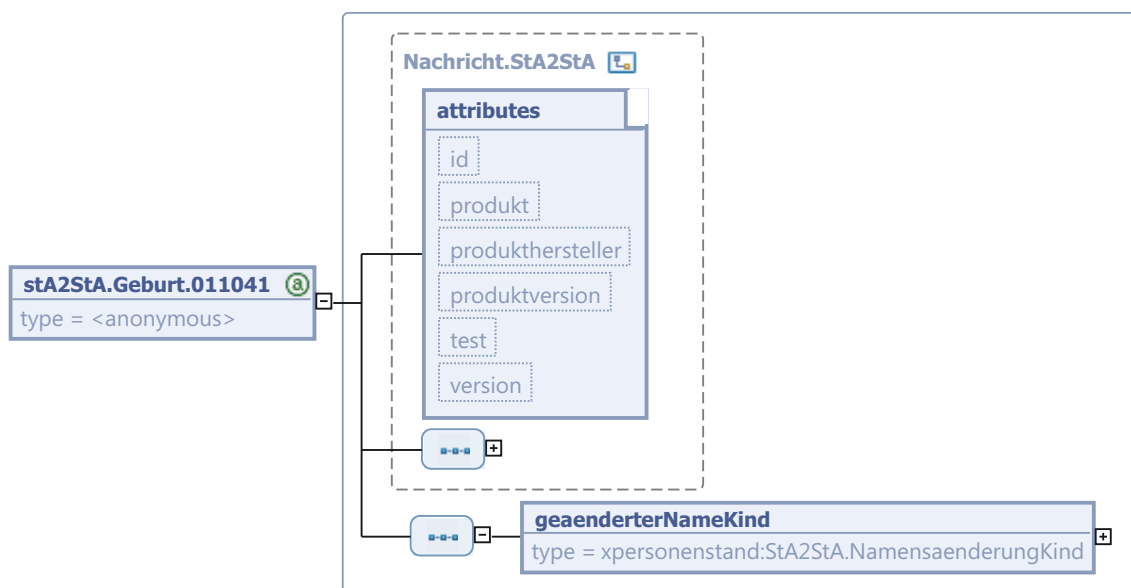 Nachricht.StA2StA
attributes
id
produkt
produkthersteller
produktversion
test
version
stA2StA.Geburt.011041 a
type = <anonymous>
geaenderterNameKind
type = xpersonenstand:StA2StA.NamensaenderungKind